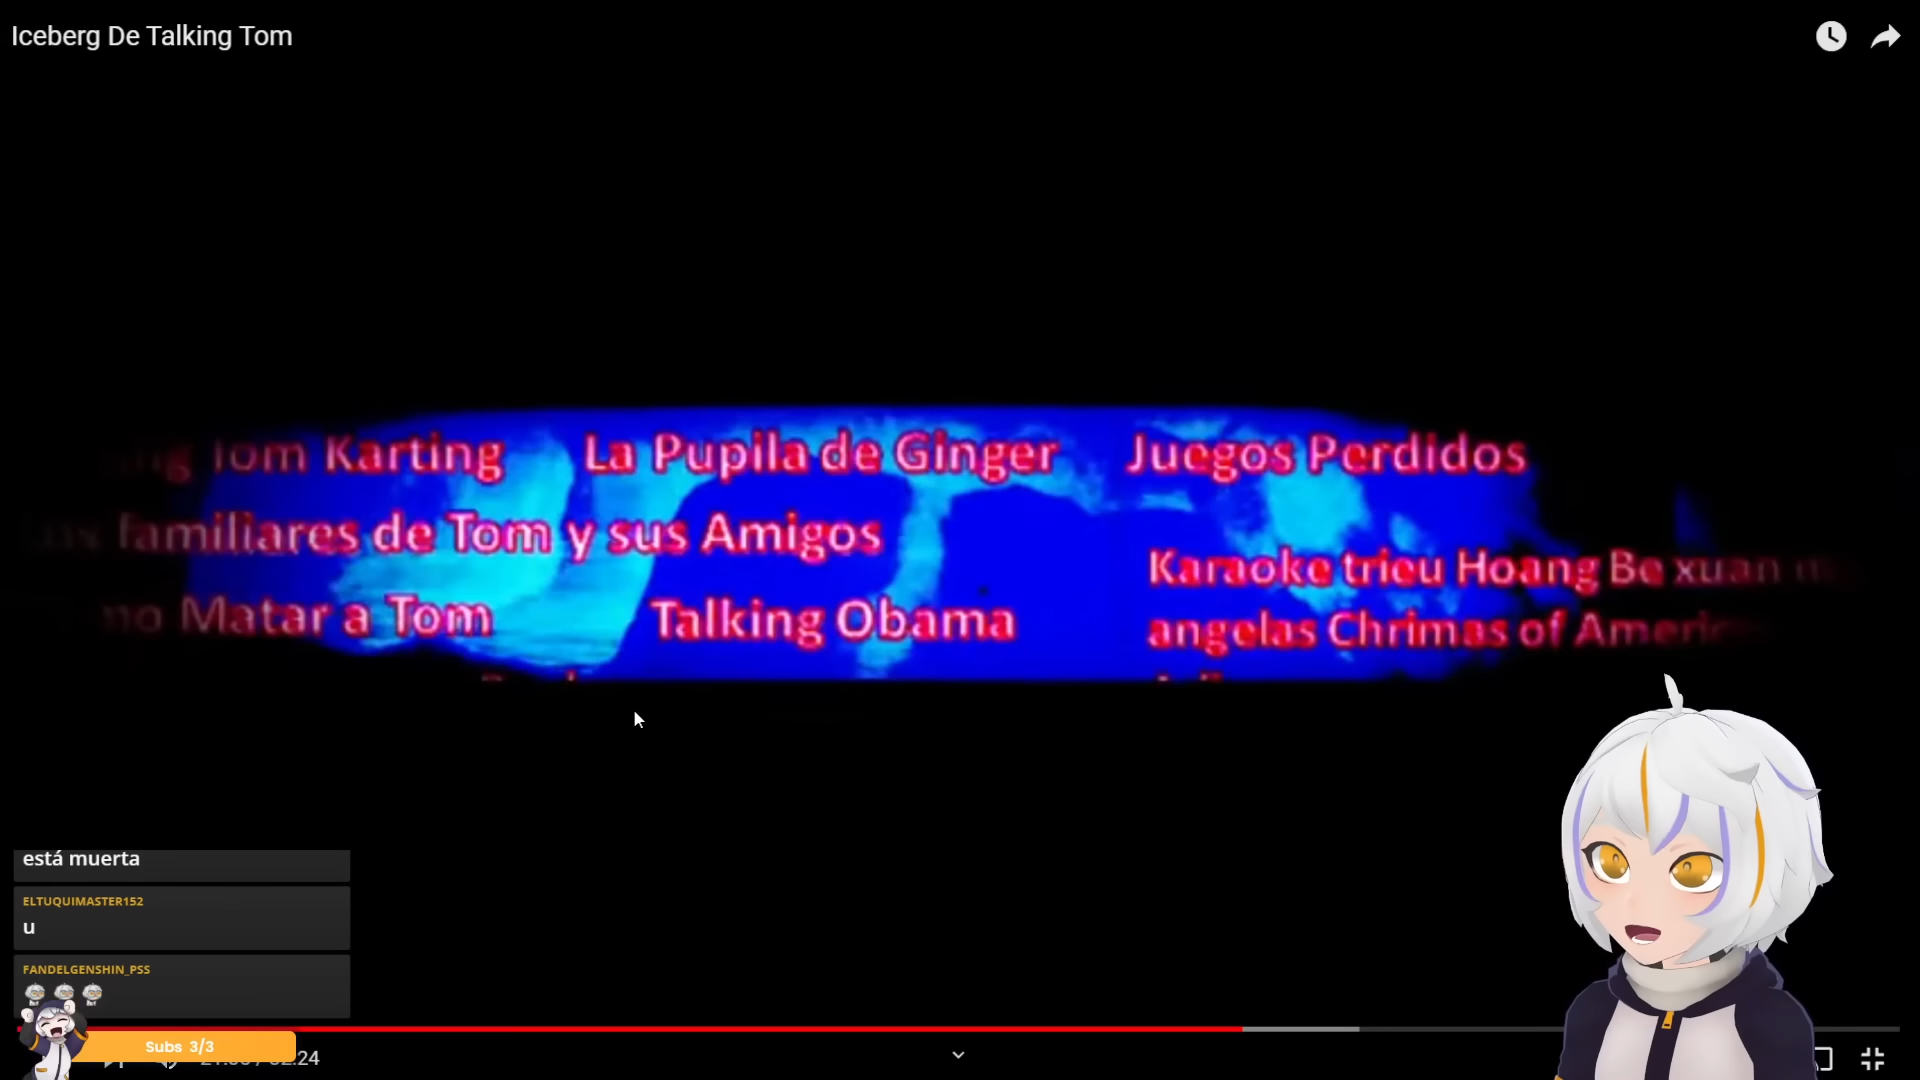 Iceberg De Talking Tom
Tom Karting
La Pupila de Ginger
Juegos Perdidos
familiares de Tom y sus Amigos
Karaoke trieu Hoang Be xuan
Matar a Tom
Talking Obama
angelas Chrimas of Americ
está muerta
ELTUQUIMASTER152
u
FANDELGENSHIN_PSS
Subs 3/3